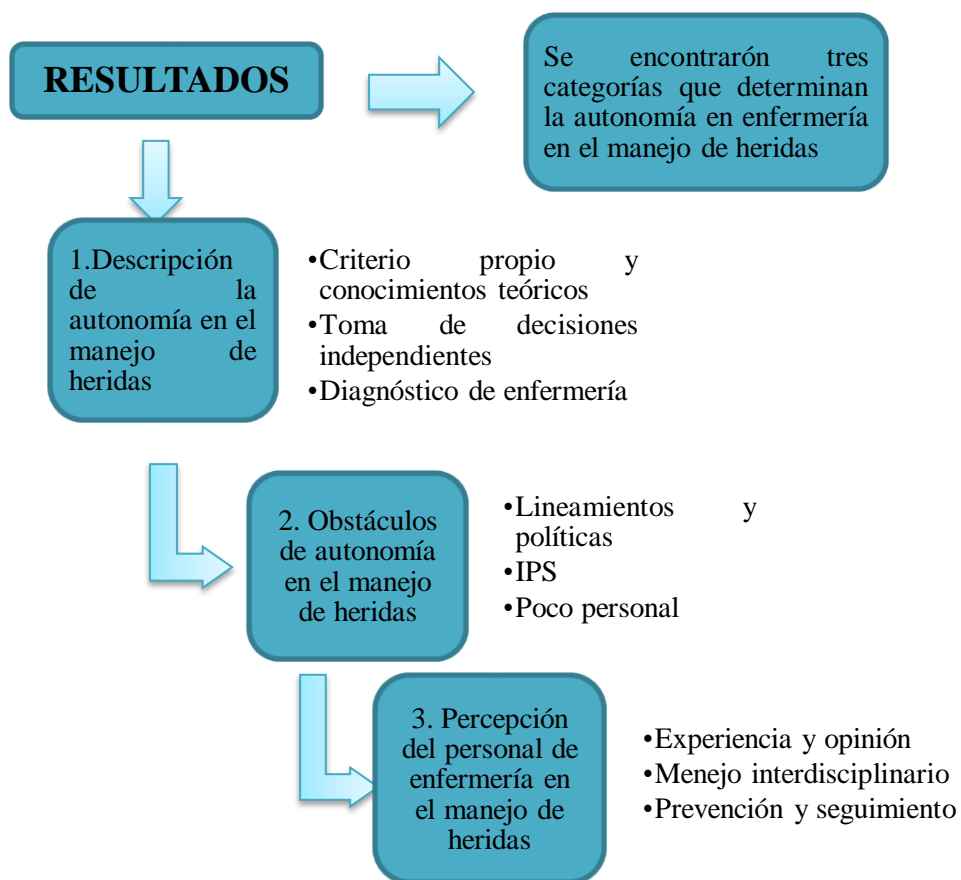 RESULTADOS
Se encontrarón tres
categorías que determinan
la autonomía en enfermería
en el manejo de heridas
1.Descripción
de la
autonomía en el
manejo de
heridas
•Criterio propio y
conocimientos teóricos
•Toma de decisiones
independientes
•Diagnóstico de enfermería
2. Obstáculos
de autonomía
en el manejo
de heridas
•Lineamientos y
políticas
•IPS
•Poco personal
3. Percepción
del personal de
enfermería en
el manejo de
heridas
•Experiencia y opinión
•Menejo interdisciplinario
•Prevención y seguimiento